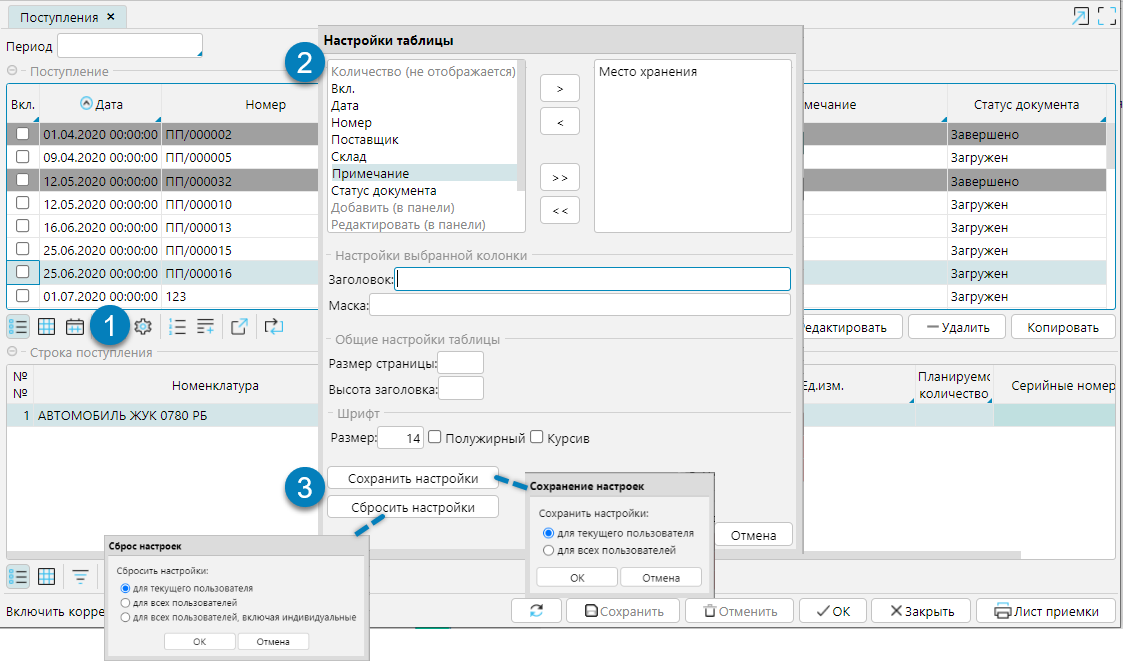 Поступления ×
Период
Поступление
Вкл.
Дата
Номер
Статус документа
01.04.2020 00:00:00 ПП/000002 Завершено
09.04.2020 00:00:00 ПП/000005 Загружен
12.05.2020 00:00:00 ПП/000032 Завершено
12.05.2020 00:00:00 ПП/000010 Загружен
16.06.2020 00:00:00 ПП/000013 Загружен
25.06.2020 00:00:00 ПП/000015 Загружен
25.06.2020 00:00:00 ПП/000016 Загружен
01.07.2020 00:00:00 123 Загружен
1
едактировать
Удалить
Копировать
Строка поступления
№
№
Номенклатура
Ед.изм.
Планируемс
количество
Серийные номер
1 АВТОМОБИЛЬ ЖУК 0780 РБ
мечание
2
Настройки таблицы
Количество (не отображается)
Вкл.
Дата
Номер
Поставщик
Склад
Примечание
Статус документа
Добавить (в панели)
Редактировать (в панели)
>
<
>>
<<
Место хранения
Настройки выбранной колонки
Заголовок:
Маска:
Общие настройки таблицы
Размер страницы:
Высота заголовка:
Шрифт
Размер: 14 Полужирный Курсив
3
Сохранить настройки
Сбросить настройки
Отмена
Сохранение настроек
Сохранить настройки:
для текущего пользователя
для всех пользователей
ОК Отмена
Сброс настроек
Сбросить настройки:
для текущего пользователя
для всех пользователей
для всех пользователей, включая индивидуальные
ОК Отмена
Включить корре
Сохранить
Отменить
ОК
Закрыть
Лист приемки